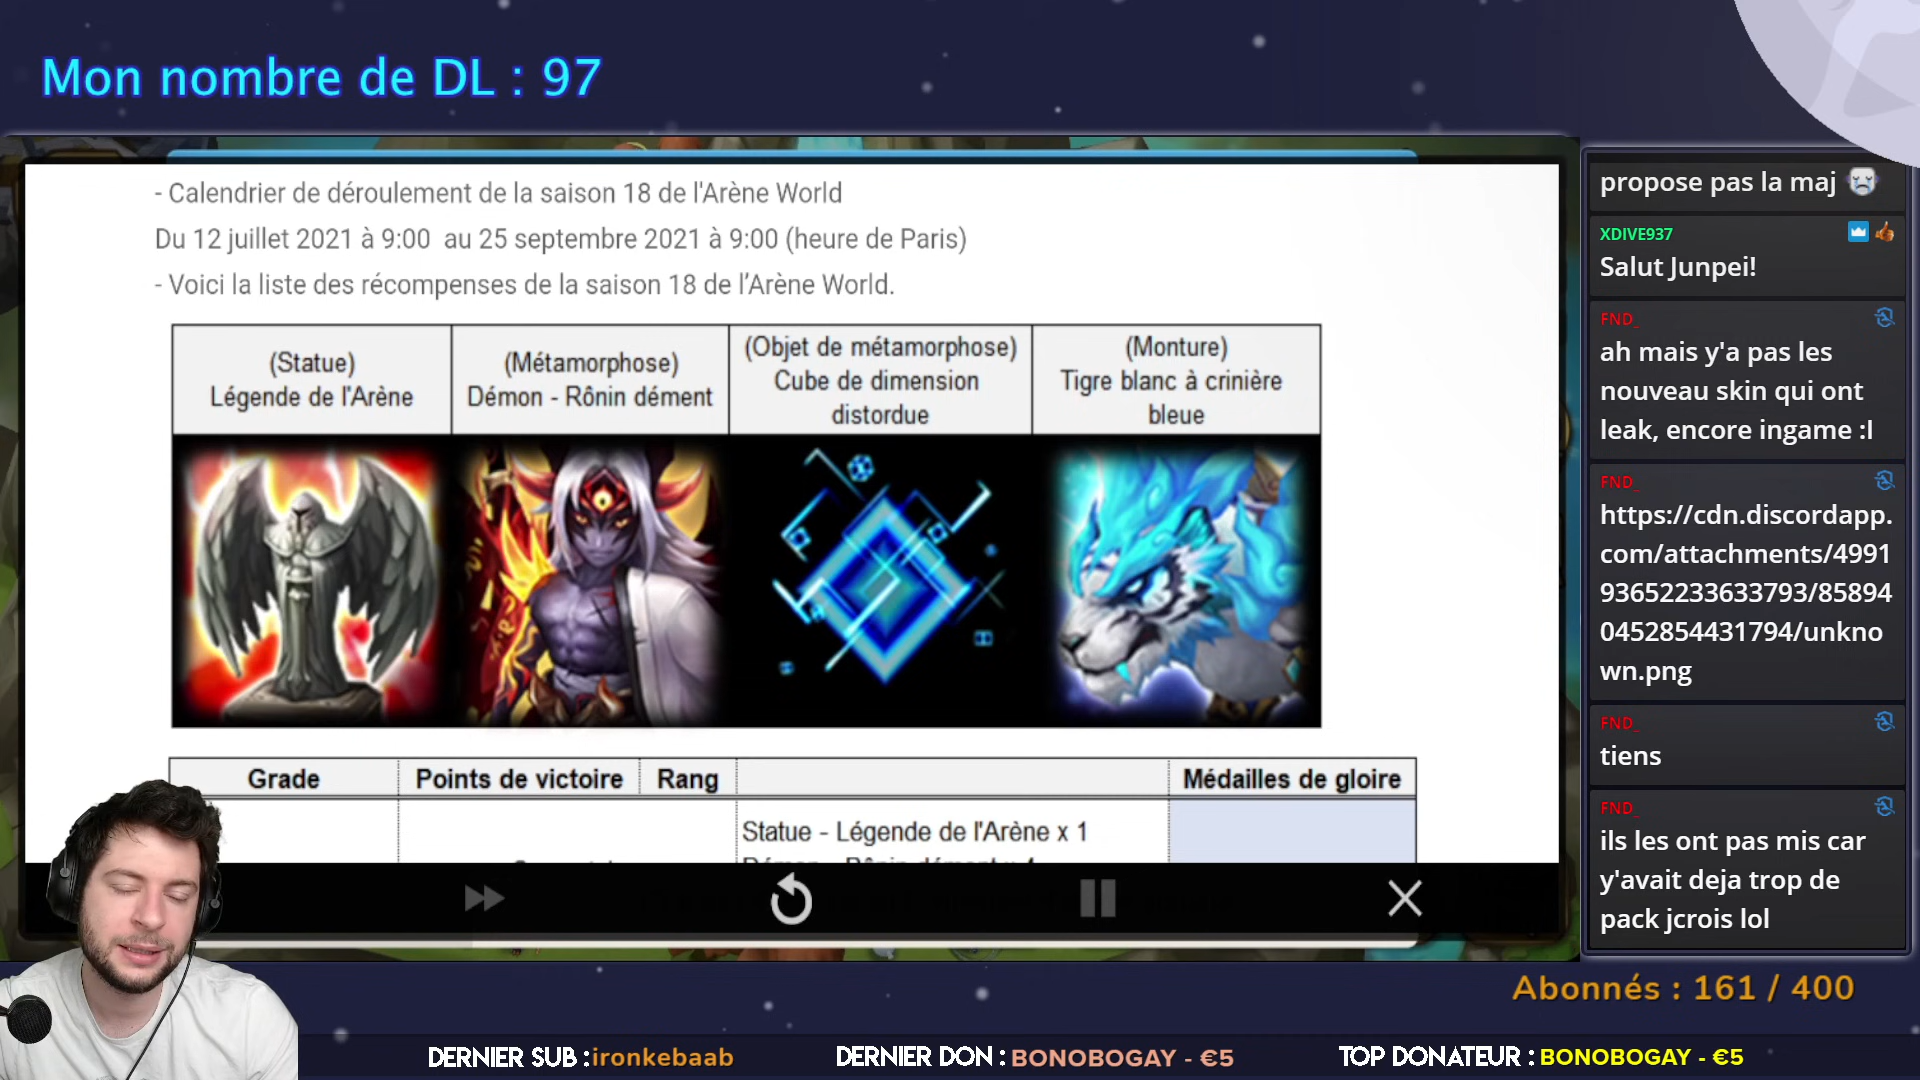 Mon nombre de DL : 97
- Calendrier de déroulement de la saison 18 de l'Arène World
Du 12 juillet 2021 à 9:00 au 25 septembre 2021 à 9:00 (heure de Paris)
- Voici la liste des récompenses de la saison 18 de l’Arène World.
(Statue)
Légende de l'Arène
(Métamorphose)
Démon - Rônin dément
(Objet de métamorphose)
Cube de dimension
distordue
(Monture)
Tigre blanc à crinière
bleue
Grade Points de victoire Rang Médailles de gloire
Statue - Légende de l'Arène x 1
propose pas la maj
XDIVE937
Salut Junpei!
FND_
ah mais y'a pas les
nouveau skin qui ont
leak, encore ingame :l
FND_
https://cdn.discordapp.
com/attachments/4991
93652233633793/85894
0452854431794/unkno
wn.png
FND_
tiens
FND_
ils les ont pas mis car
y'avait deja trop de
pack jcrois lol
Abonnés : 161 / 400
DERNIER SUB : ironkebaab
DERNIER DON : BONOBOGAY - €5
TOP DONATEUR : BONOBOGAY - €5